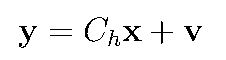 y = C_h x + v